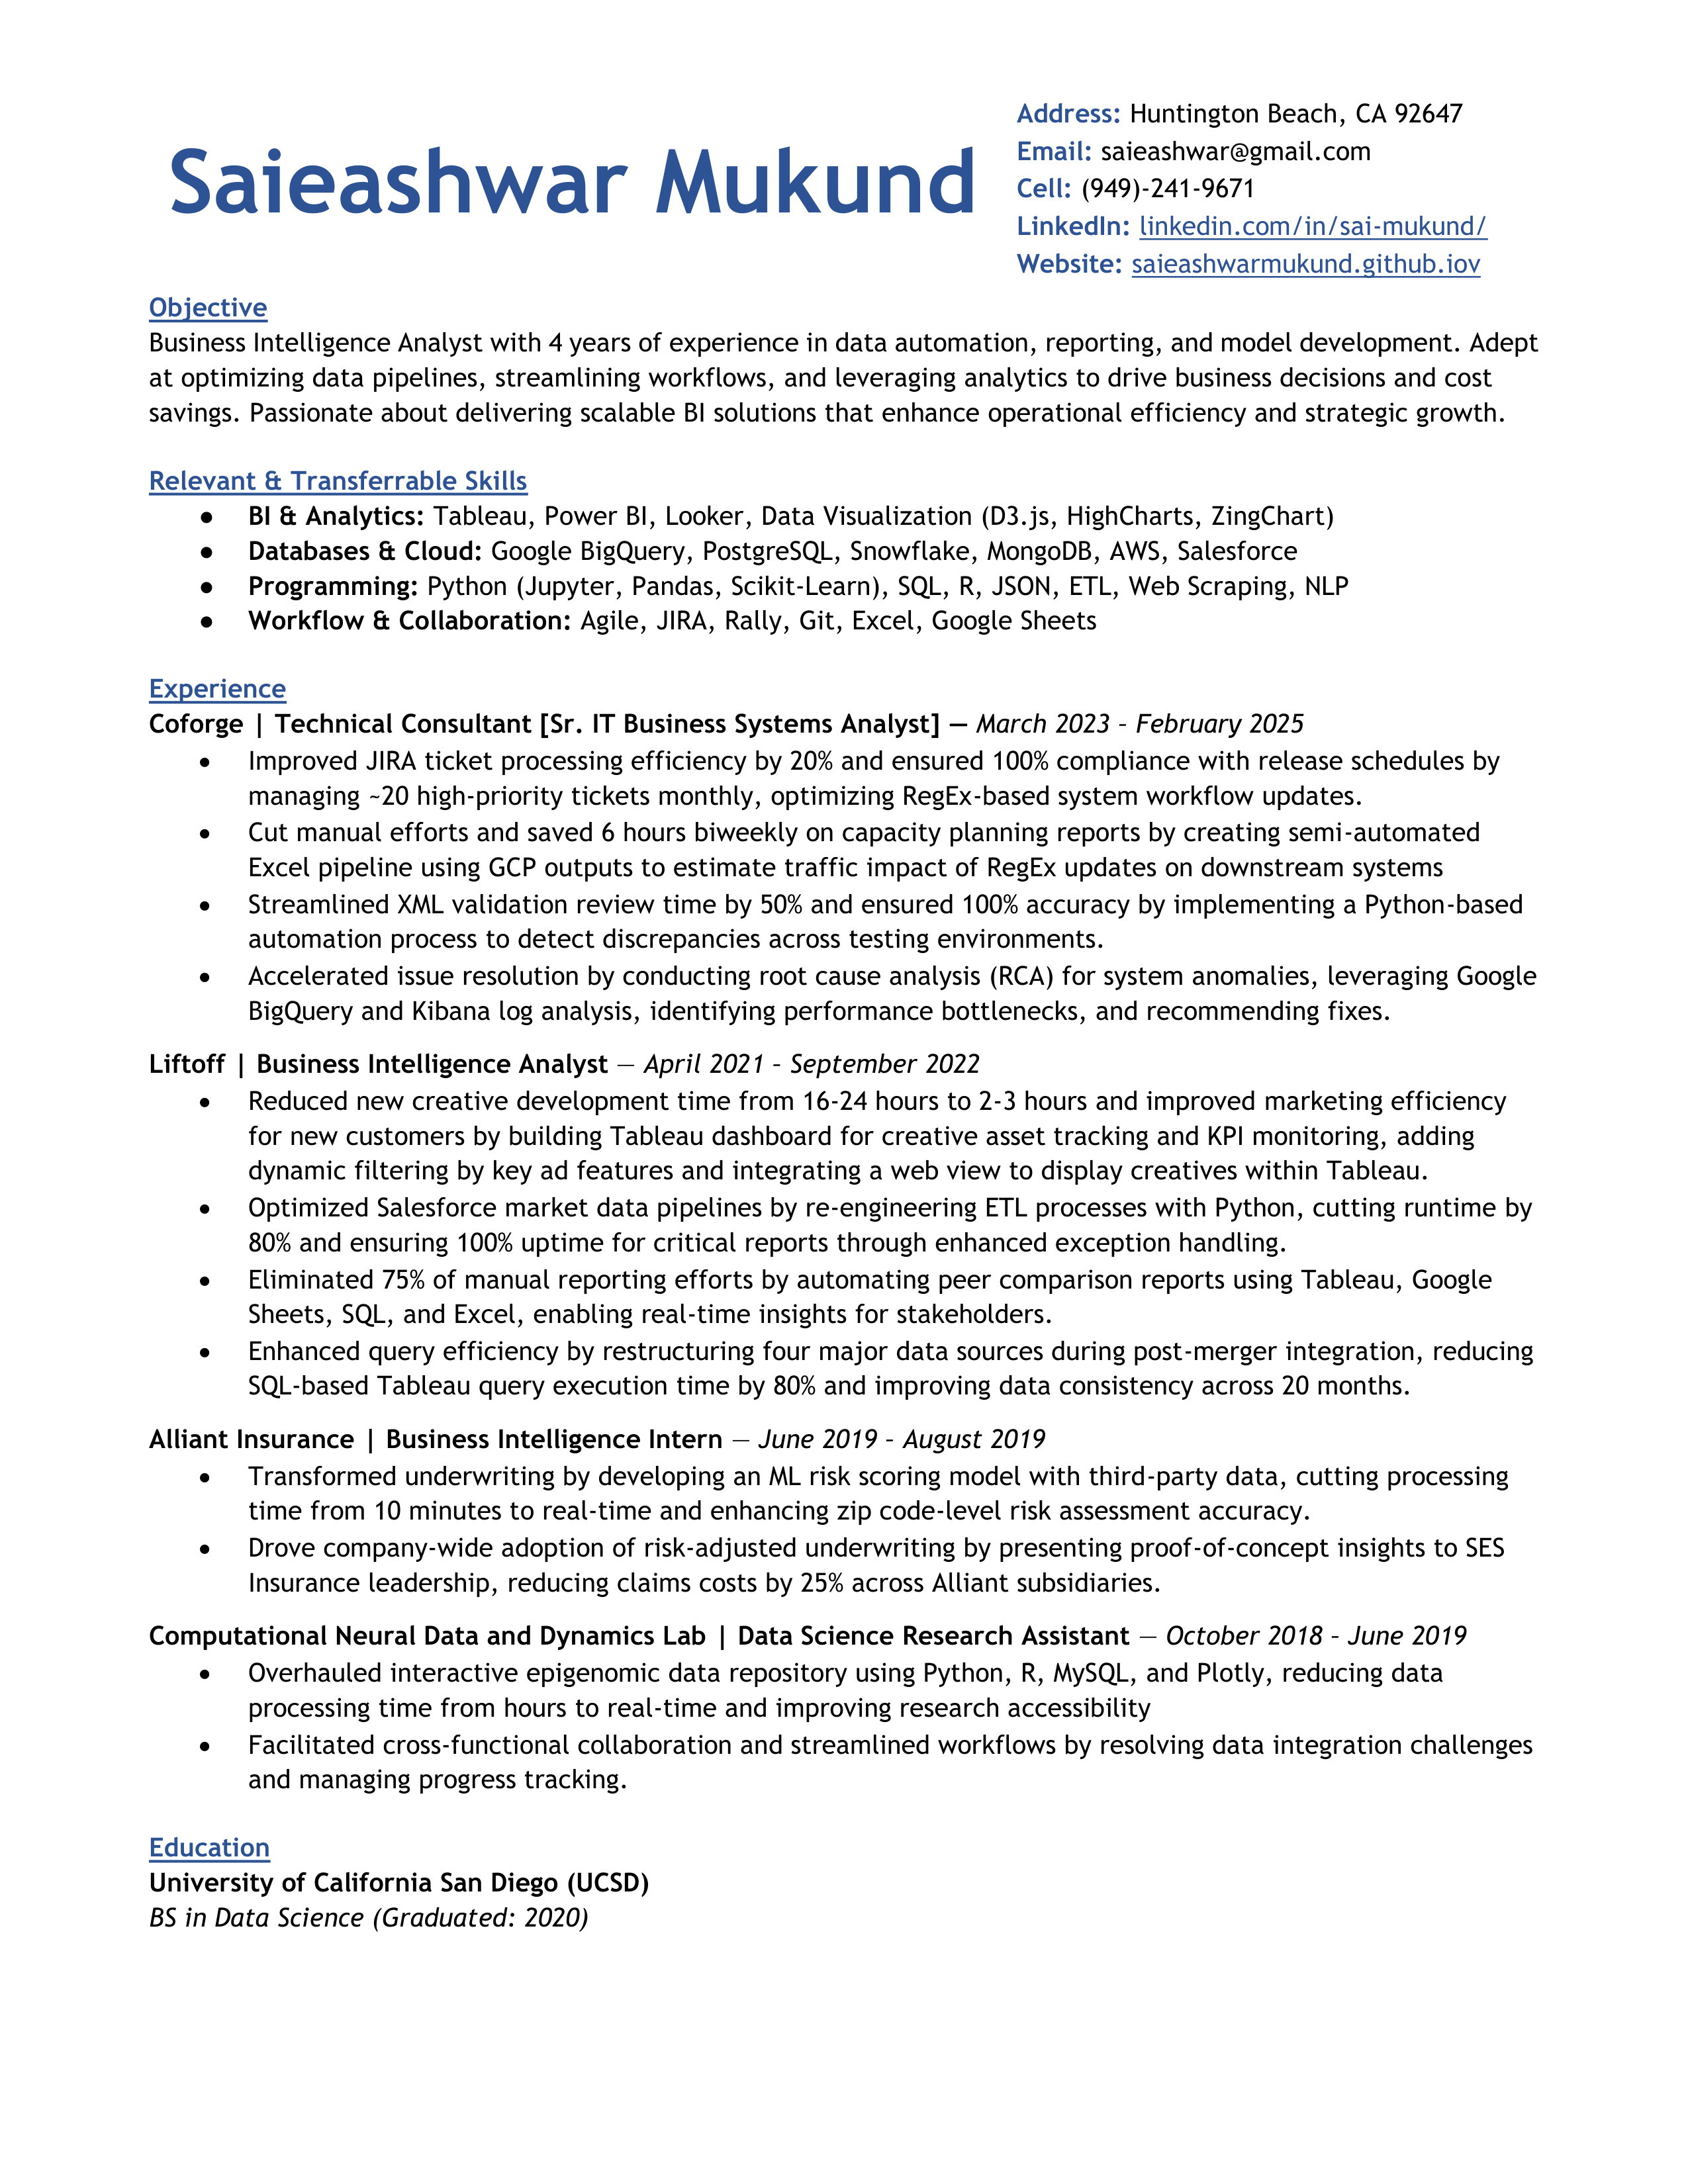 Saieashwar Mukund
Address: Huntington Beach, CA 92647
Email: saieashwar@gmail.com
Cell: (949)-241-9671
LinkedIn: linkedin.com/in/sai-mukund/
Website: saieashwarmukund.github.iov
Objective
Business Intelligence Analyst with 4 years of experience in data automation, reporting, and model development. Adept
at optimizing data pipelines, streamlining workflows, and leveraging analytics to drive business decisions and cost
savings. Passionate about delivering scalable BI solutions that enhance operational efficiency and strategic growth.
Relevant & Transferrable Skills
● BI & Analytics: Tableau, Power BI, Looker, Data Visualization (D3.js, HighCharts, ZingChart)
● Databases & Cloud: Google BigQuery, PostgreSQL, Snowflake, MongoDB, AWS, Salesforce
● Programming: Python (Jupyter, Pandas, Scikit-Learn), SQL, R, JSON, ETL, Web Scraping, NLP
● Workflow & Collaboration: Agile, JIRA, Rally, Git, Excel, Google Sheets
Experience
Coforge | Technical Consultant [Sr. IT Business Systems Analyst] — March 2023 – February 2025
● Improved JIRA ticket processing efficiency by 20% and ensured 100% compliance with release schedules by
managing ~20 high-priority tickets monthly, optimizing RegEx-based system workflow updates.
● Cut manual efforts and saved 6 hours biweekly on capacity planning reports by creating semi-automated
Excel pipeline using GCP outputs to estimate traffic impact of RegEx updates on downstream systems
● Streamlined XML validation review time by 50% and ensured 100% accuracy by implementing a Python-based
automation process to detect discrepancies across testing environments.
● Accelerated issue resolution by conducting root cause analysis (RCA) for system anomalies, leveraging Google
BigQuery and Kibana log analysis, identifying performance bottlenecks, and recommending fixes.
Liftoff | Business Intelligence Analyst — April 2021 – September 2022
● Reduced new creative development time from 16-24 hours to 2-3 hours and improved marketing efficiency
for new customers by building Tableau dashboard for creative asset tracking and KPI monitoring, adding
dynamic filtering by key ad features and integrating a web view to display creatives within Tableau.
● Optimized Salesforce market data pipelines by re-engineering ETL processes with Python, cutting runtime by
80% and ensuring 100% uptime for critical reports through enhanced exception handling.
● Eliminated 75% of manual reporting efforts by automating peer comparison reports using Tableau, Google
Sheets, SQL, and Excel, enabling real-time insights for stakeholders.
● Enhanced query efficiency by restructuring four major data sources during post-merger integration, reducing
SQL-based Tableau query execution time by 80% and improving data consistency across 20 months.
Alliant Insurance | Business Intelligence Intern — June 2019 – August 2019
● Transformed underwriting by developing an ML risk scoring model with third-party data, cutting processing
time from 10 minutes to real-time and enhancing zip code-level risk assessment accuracy.
● Drove company-wide adoption of risk-adjusted underwriting by presenting proof-of-concept insights to SES
Insurance leadership, reducing claims costs by 25% across Alliant subsidiaries.
Computational Neural Data and Dynamics Lab | Data Science Research Assistant — October 2018 – June 2019
● Overhauled interactive epigenomic data repository using Python, R, MySQL, and Plotly, reducing data
processing time from hours to real-time and improving research accessibility
● Facilitated cross-functional collaboration and streamlined workflows by resolving data integration challenges
and managing progress tracking.
Education
University of California San Diego (UCSD)
BS in Data Science (Graduated: 2020)